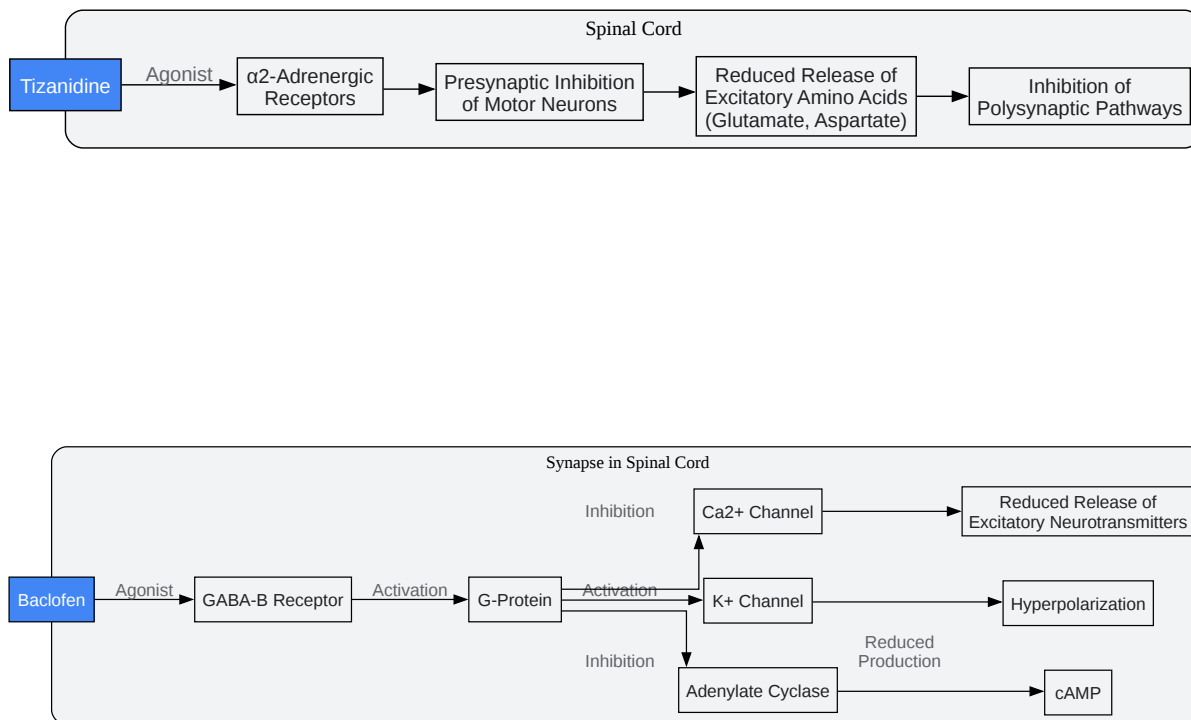 Spinal Cord
Tizanidine
Agonist
α2-Adrenergic
Receptors
Presynaptic Inhibition
of Motor Neurons
Reduced Release of
Excitatory Amino Acids
(Glutamate, Aspartate)
Inhibition of
Polysynaptic Pathways
Synapse in Spinal Cord
Baclofen
Agonist
GABA-B Receptor
Activation
G-Protein
Inhibition
Ca2+ Channel
Reduced Release of
Excitatory Neurotransmitters
Activation
K+ Channel
Hyperpolarization
Inhibition
Adenylate Cyclase
Reduced
Production
cAMP